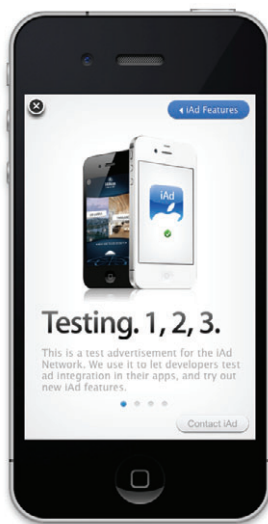 iAd Features
iAd
Testing. 1, 2, 3.
This is a test advertisement for the iAd
Network. We use it to let developers test
ad integration in their apps, and try out
new iAd features.
Contact iAd